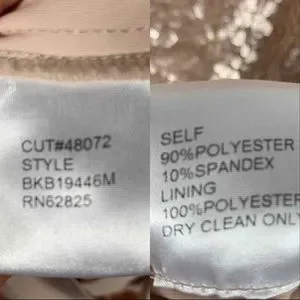 CUT#48072
STYLE
BKB19446M
RN62825
SELF
90%POLYESTER
10%SPANDEX
LINING
100%POLYESTER
DRY CLEAN ONLY